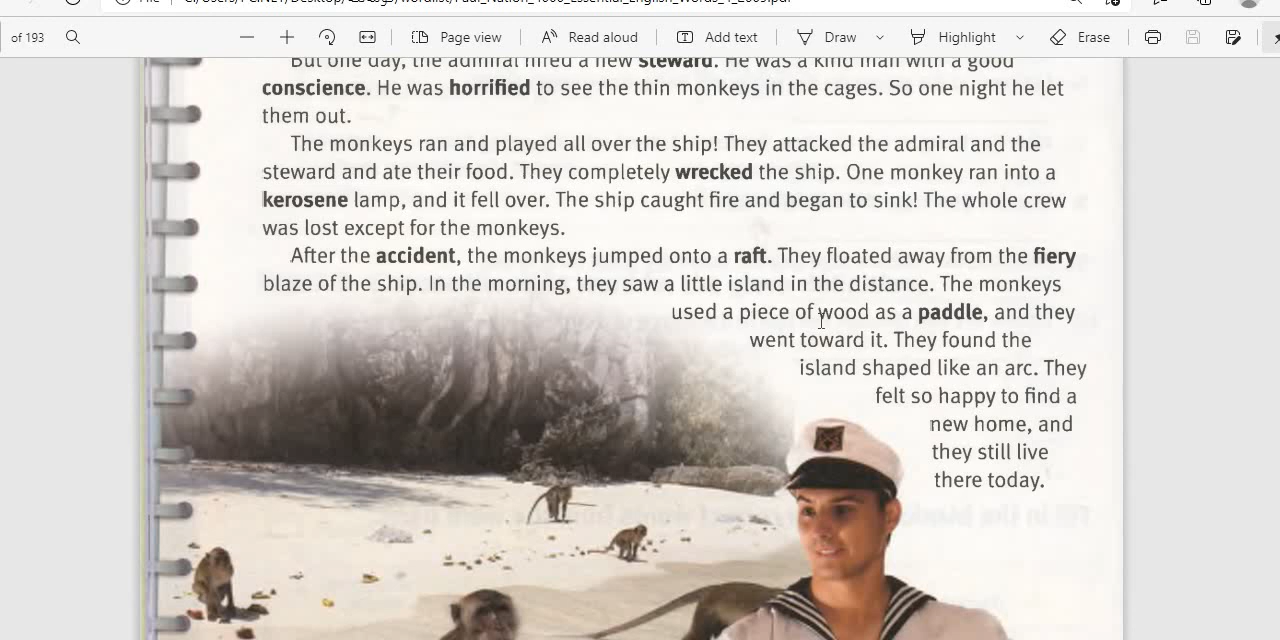 of 193
Page view
Read aloud
Add text
Draw
Highlight
Erase
But one day, the admiral hired a new steward. He was a kind man with a good
conscience. He was horrified to see the thin monkeys in the cages. So one night he let
them out.
The monkeys ran and played all over the ship! They attacked the admiral and the
steward and ate their food. They completely wrecked the ship. One monkey ran into a
kerosene lamp, and it fell over. The ship caught fire and began to sink! The whole crew
was lost except for the monkeys.
After the accident, the monkeys jumped onto a raft. They floated away from the fiery
blaze of the ship. In the morning, they saw a little island in the distance. The monkeys
used a piece of wood as a paddle, and they
went toward it. They found the
island shaped like an arc. They
felt so happy to find a
new home, and
they still live
there today.